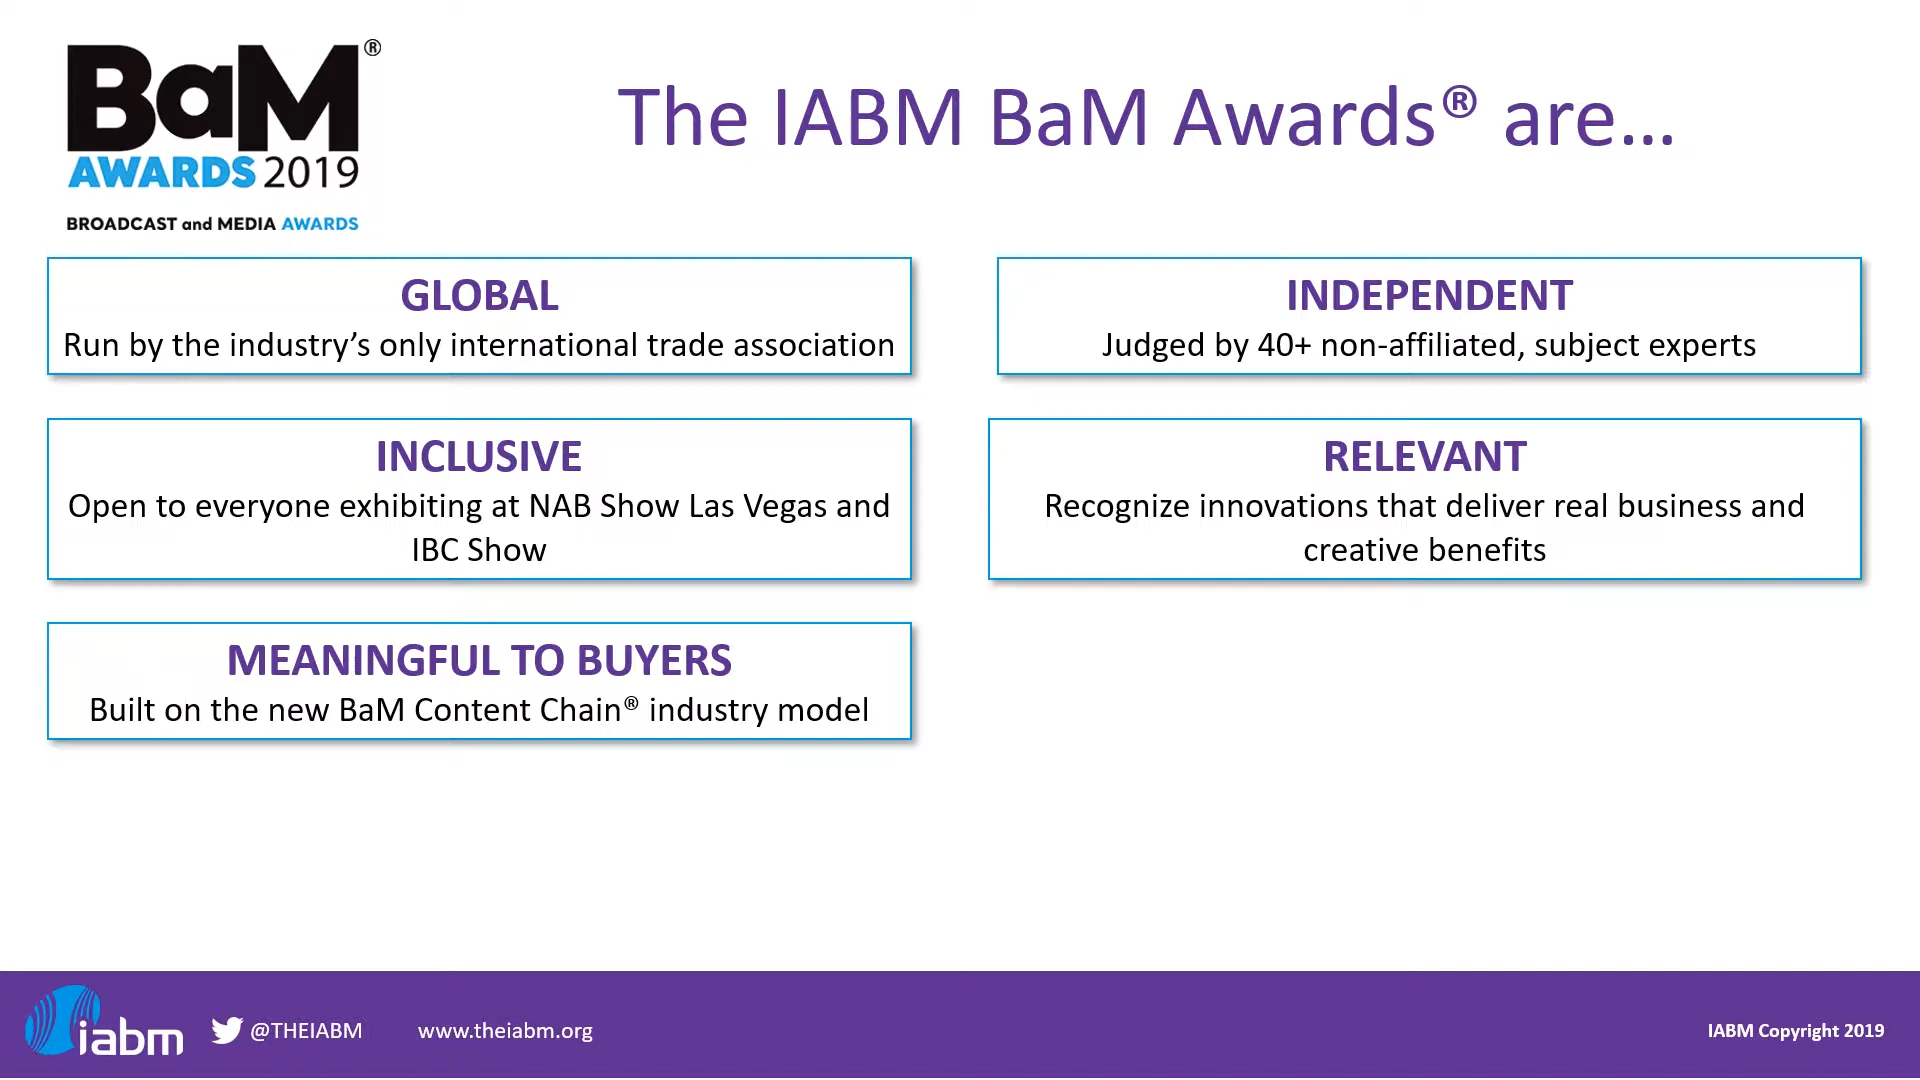 BaM®
AWARDS 2019
BROADCAST and MEDIA AWARDS
The IABM BaM Awards® are...
GLOBAL
Run by the industry’s only international trade association
INDEPENDENT
Judged by 40+ non-affiliated, subject experts
INCLUSIVE
Open to everyone exhibiting at NAB Show Las Vegas and
IBC Show
RELEVANT
Recognize innovations that deliver real business and
creative benefits
MEANINGFUL TO BUYERS
Built on the new BaM Content Chain® industry model
iabm
@THEIABM
www.theiabm.org
IABM Copyright 2019